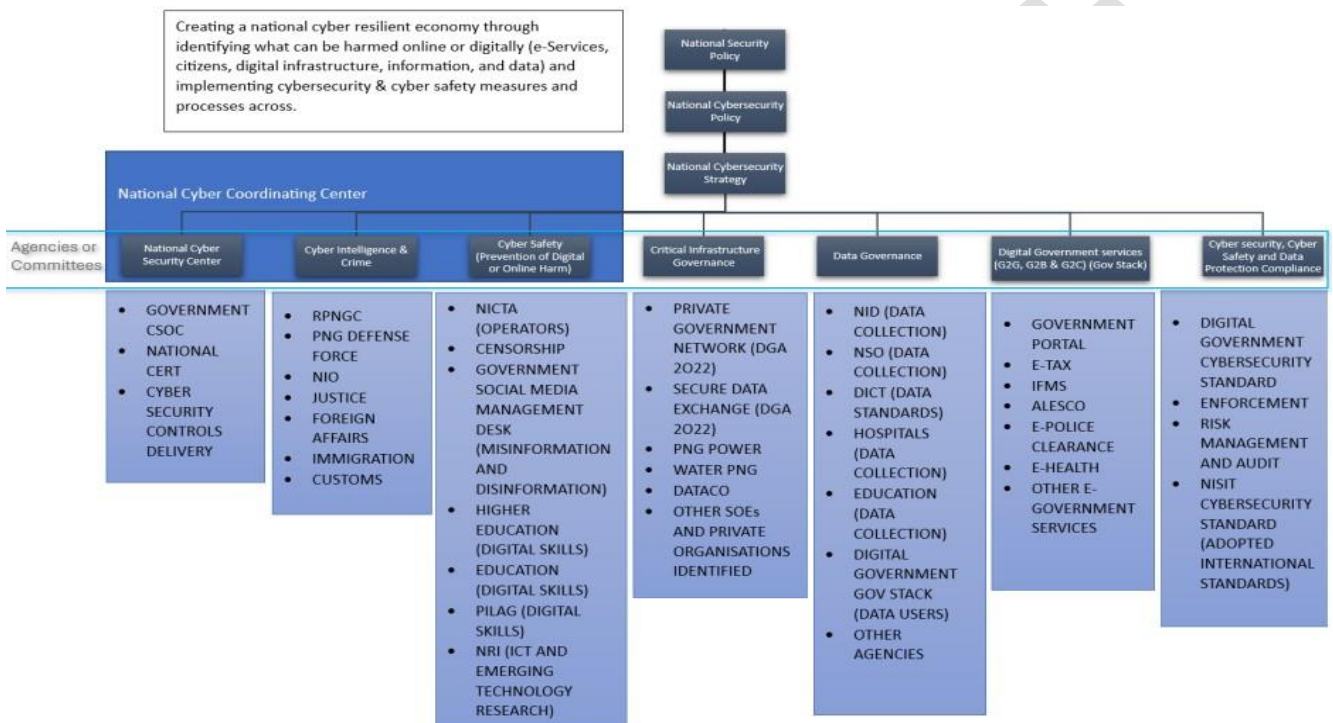 Creating a national cyber resilient economy through
identifying what can be harmed online or digitally (e-Services,
citizens, digital infrastructure, information, and data) and
implementing cybersecurity & cyber safety measures and
processes across.
National Security
Policy
National Cybersecurity
Policy
National Cybersecurity
Strategy
National Cyber Coordinating Center
Agencies or
Committees
National Cyber
Security Center
Cyber Intelligence &
Crime
Cyber Safety
(Prevention of Digital
or Online Harm)
Critical Infrastructure
Governance
Data Governance
Digital Government services
(G2G, G2B & G2C) (Gov Stack)
Cyber security, Cyber
Safety and Data
Protection Compliance
• GOVERNMENT
CSOC
• NATIONAL
CERT
• CYBER
SECURITY
CONTROLS
DELIVERY
• RPNGC
• PNG DEFENSE
FORCE
• NIO
• JUSTICE
• FOREIGN
AFFAIRS
• IMMIGRATION
• CUSTOMS
• NICTA
(OPERATORS)
• CENSORSHIP
• GOVERNMENT
SOCIAL MEDIA
MANAGEMENT
DESK
(MISINFORMATION
AND
DISINFORMATION)
• HIGHER
EDUCATION
(DIGITAL SKILLS)
• EDUCATION
(DIGITAL SKILLS)
• PILAG (DIGITAL
SKILLS)
• NRI (ICT AND
EMERGING
TECHNOLOGY
RESEARCH)
• PRIVATE
GOVERNMENT
NETWORK (DGA
2O22)
• SECURE DATA
EXCHANGE (DGA
2O22)
• PNG POWER
• WATER PNG
• DATACO
• OTHER SOEs
AND PRIVATE
ORGANISATIONS
IDENTIFIED
• NID (DATA
COLLECTION)
• NSO (DATA
COLLECTION)
• DICT (DATA
STANDARDS)
• HOSPITALS
(DATA
COLLECTION)
• EDUCATION
(DATA
COLLECTION)
• DIGITAL
GOVERNMENT
GOV STACK
(DATA USERS)
• OTHER
AGENCIES
• GOVERNMENT
PORTAL
• E-TAX
• IFMS
• ALESCO
• E-POLICE
CLEARANCE
• E-HEALTH
• OTHER E-
GOVERNMENT
SERVICES
• DIGITAL
GOVERNMENT
CYBERSECURITY
STANDARD
• ENFORCEMENT
• RISK
MANAGEMENT
AND AUDIT
• NISIT
CYBERSECURITY
STANDARD
(ADOPTED
INTERNATIONAL
STANDARDS)